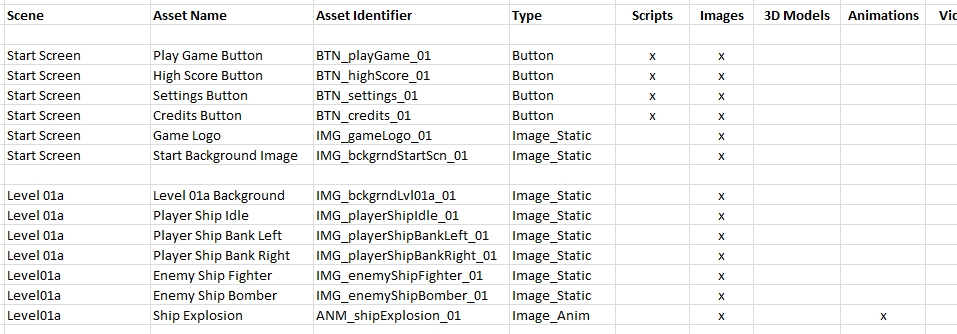 Scene Asset Name Asset Identifier Type Scripts Images 3D Models Animations Vic
Start Screen Play Game Button BTN_playGame_01 Button x x
Start Screen High Score Button BTN_highScore_01 Button x x
Start Screen Settings Button BTN_settings_01 Button x x
Start Screen Credits Button BTN_credits_01 Button x x
Start Screen Game Logo IMG_gameLogo_01 Image_Static x
Start Screen Start Background Image IMG_bckgrndStartScn_01 Image_Static x
Level 01a Level 01a Background IMG_bckgrndLvl01a_01 Image_Static x
Level 01a Player Ship Idle IMG_playerShipIdle_01 Image_Static x
Level 01a Player Ship Bank Left IMG_playerShipBankLeft_01 Image_Static x
Level 01a Player Ship Bank Right IMG_playerShipBankRight_01 Image_Static x
Level01a Enemy Ship Fighter IMG_enemyShipFighter_01 Image_Static x
Level01a Enemy Ship Bomber IMG_enemyShipBomber_01 Image_Static x
Level01a Ship Explosion ANM_shipExplosion_01 Image_Anim x x